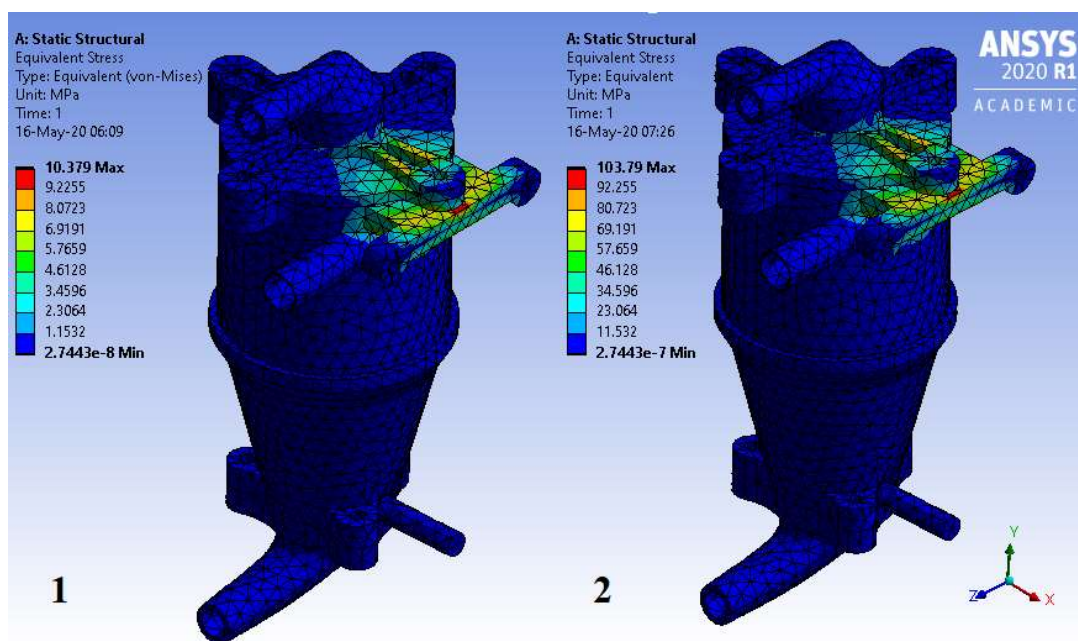 A: Static Structural
Equivalent Stress
Type: Equivalent (von-Mises)
Unit: MPa
Time: 1
16-May-20 06:09
10.379 Max
9.2255
8.0723
6.9191
5.7659
4.6128
3.4596
2.3064
1.1532
2.7443e-8 Min
1
A: Static Structural
Equivalent Stress
Type: Equivalent
Unit: MPa
Time: 1
16-May-20 07:26
103.79 Max
92.255
80.723
69.191
57.659
46.128
34.596
23.064
11.532
2.7443e-7 Min
2
ANSYS
2020 R1
ACADEMIC
Y
Z
X